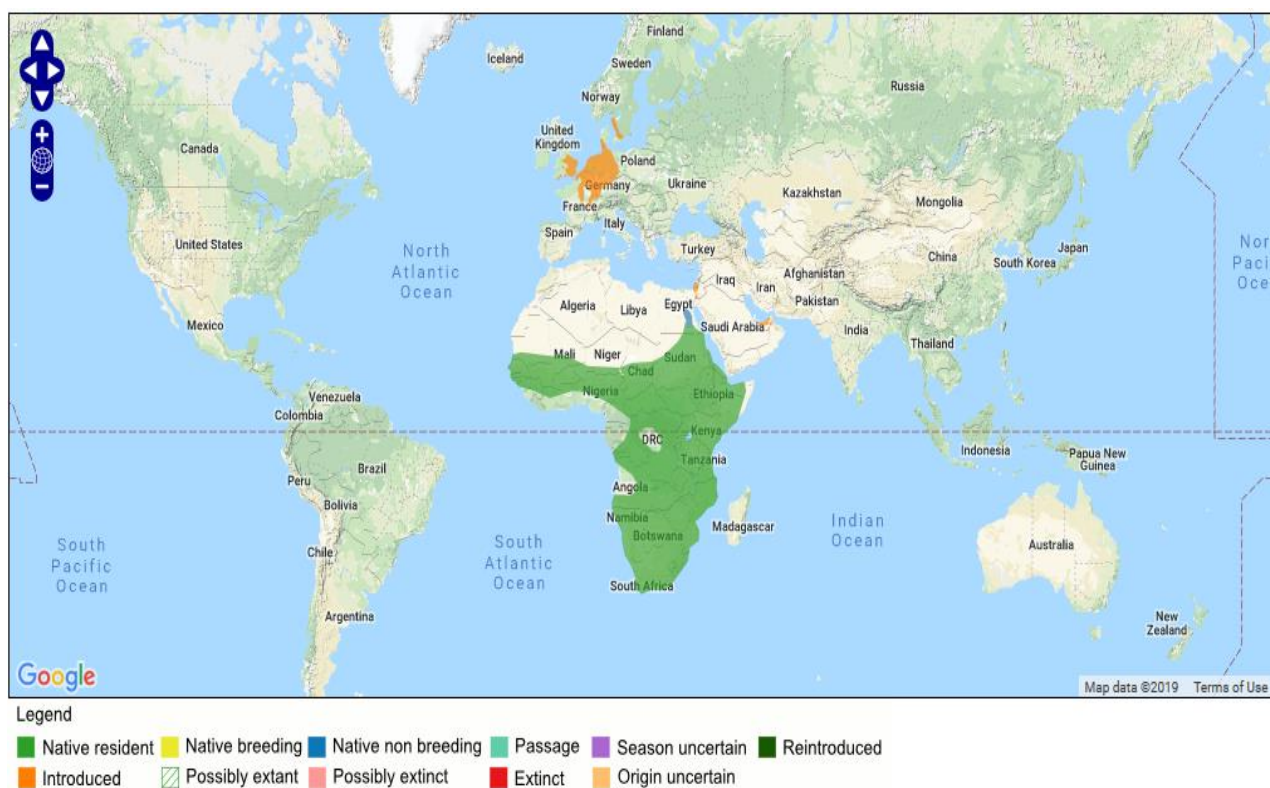 Finland
Iceland
Sweden
Russia
Norway
United
Kingdom
Canada
Poland
Germany
Ukraine
Kazakhstan
Mongolia
France
Italy
Spain
United States
North
Atlantic
Ocean
Turkey
China
Japan
South Korea
Nor
Paci
Oce
Iraq
Iran
Afghanistan
Pakistan
Algeria
Libya
Egypt
Saudi Arabia
Mexico
India
Thailand
Mali
Niger
Chad
Sudan
Nigeria
Ethiopia
Venezuela
Colombia
Kenya
DRC
Indonesia
Papua New
Guinea
Tanzania
Brazil
Peru
Angola
Bolivia
Namibia
Botswana
Madagascar
Indian
Ocean
South
Pacific
Ocean
Chile
South
Atlantic
Ocean
Australia
South Africa
Argentina
New
Zealand
Google
Map data ©2019 Terms of Use
Legend
Native resident Native breeding Native non breeding Passage Season uncertain Reintroduced
Introduced Possibly extant Possibly extinct Extinct Origin uncertain